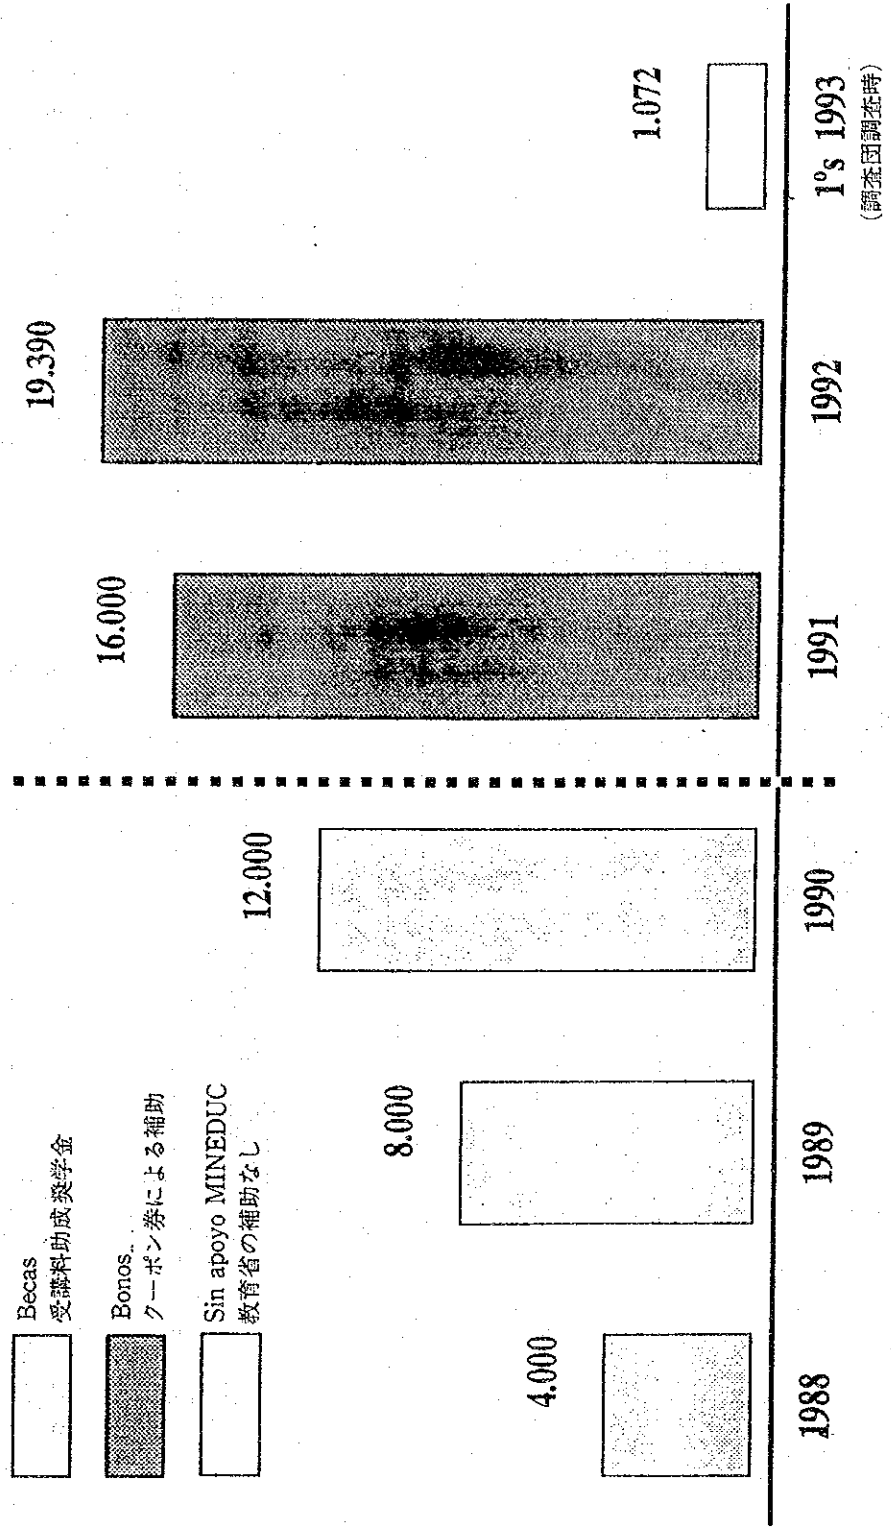 Becas
受講料助成奨学金
Bonos..
クーポン券による補助
Sin apoyo MINEDUC
教育省の補助なし
4.000
8.000
12.000
16.000
19.390
1.072
1988
1989
1990
1991
1992
1°s 1993
(調査団調査時)